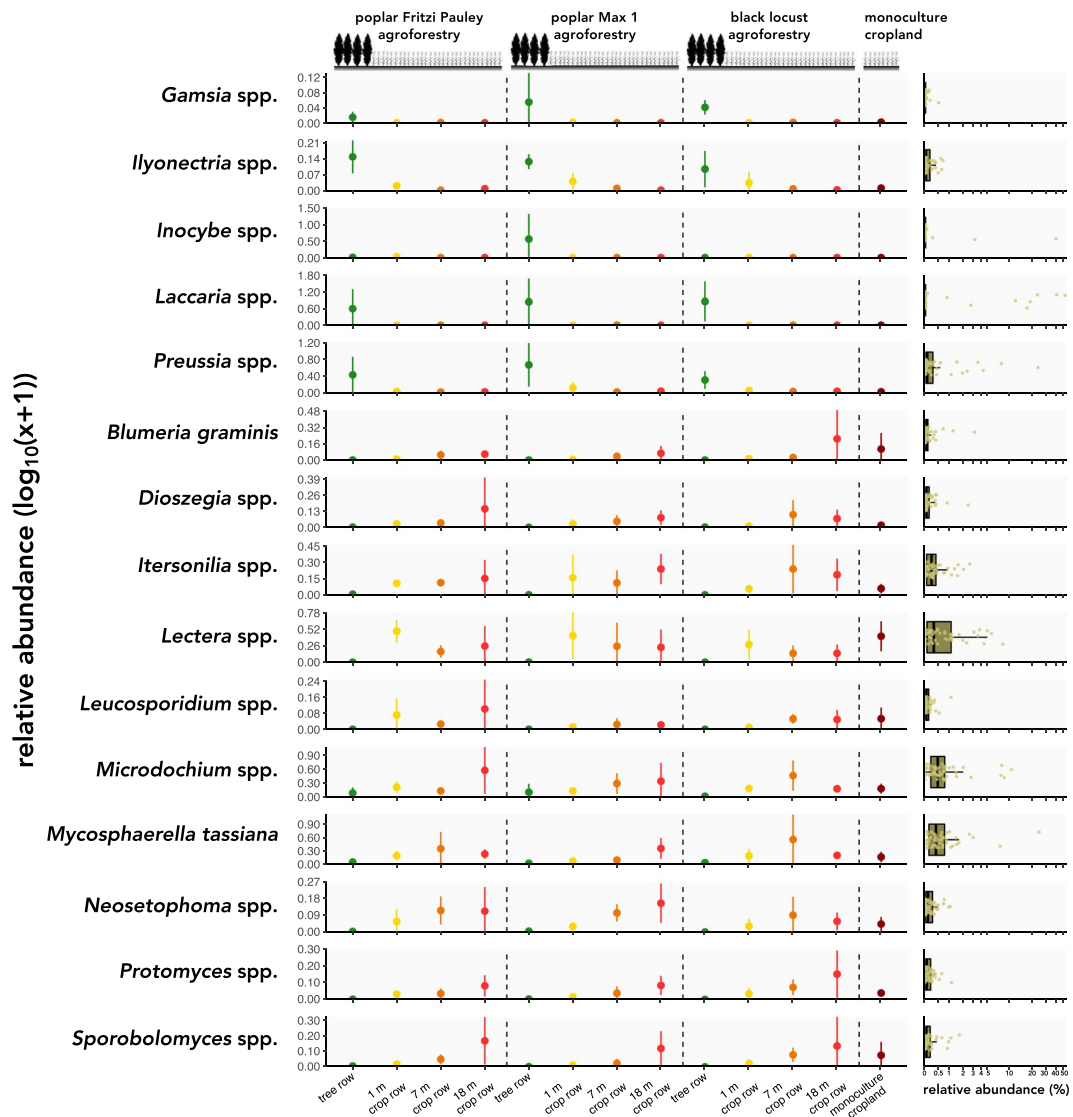 poplar Fritzi Pauley
agroforestry
poplar Max 1
agroforestry
black locust
agroforestry
monoculture
cropland
relative abundance (log10(x+1))
Gamsia spp.
0.12
0.08
0.04
0.00
Ilyonectria spp.
0.21
0.14
0.07
0.00
Inocybe spp.
1.50
1.00
0.50
0.00
Laccaria spp.
1.80
1.20
0.60
0.00
Preussia spp.
1.20
0.80
0.40
0.00
Blumeria graminis
0.48
0.32
0.16
0.00
Dioszegia spp.
0.39
0.26
0.13
0.00
Itersonilia spp.
0.45
0.30
0.15
0.00
Lectera spp.
0.78
0.52
0.26
0.00
Leucosporidium spp.
0.24
0.16
0.08
0.00
Microdochium spp.
0.90
0.60
0.30
0.00
Mycosphaerella tassiana
0.90
0.60
0.30
0.00
Neosetophoma spp.
0.27
0.18
0.09
0.00
Protomyces spp.
0.30
0.20
0.10
0.00
Sporobolomyces spp.
0.30
0.20
0.10
0.00
tree row
1 m
crop row
7 m
crop row
18 m
crop row
tree row
1 m
crop row
7 m
crop row
18 m
crop row
tree row
1 m
crop row
7 m
crop row
18 m
crop row
monoculture
cropland
0 0.5 1 2 3 4 5 10 20 30 40 50
relative abundance (%)